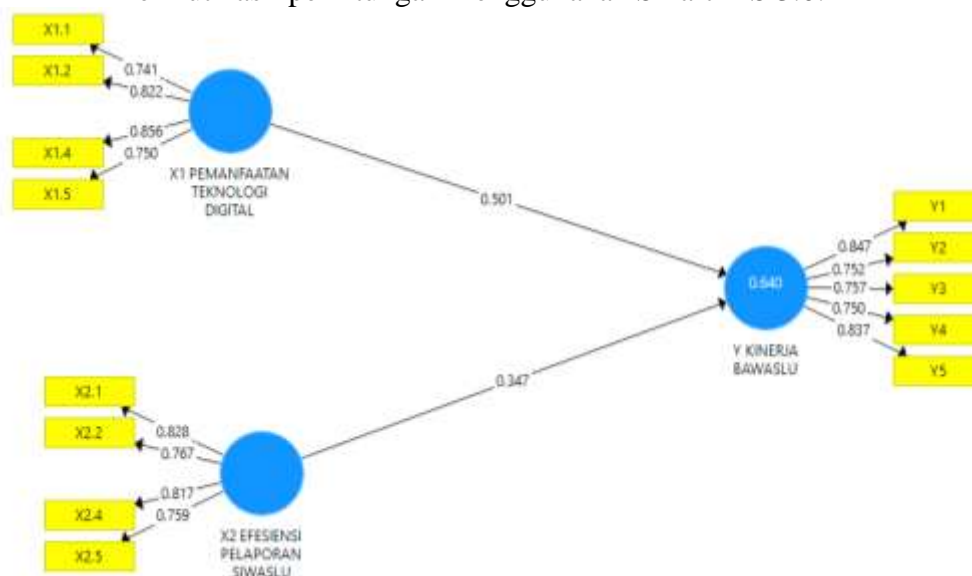 perhitungan menggunakan
X1.1
0.741
X1.2
0.822
0.856
X1.4
0.750
X1.5
X1 PEMANFAATAN
TEKNOLOGI
DIGITAL
0.501
Y1
0.847
Y2
0.752
0.640
0.757
Y3
0.750
Y4
0.837
Y5
Y KINERJA
BAWASLU
0.347
X2.1
0.828
X2.2
0.767
0.817
X2.4
0.759
X2.5
X2 EFESIENSI
PELAPORAN
SIWASLU